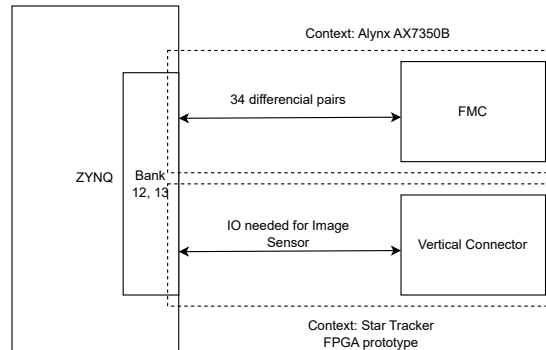 Context: Alynx AX7350B
34 differencial pairs
FMC
ZYNQ
Bank
12, 13
IO needed for Image
Sensor
Vertical Connector
Context: Star Tracker
FPGA prototype